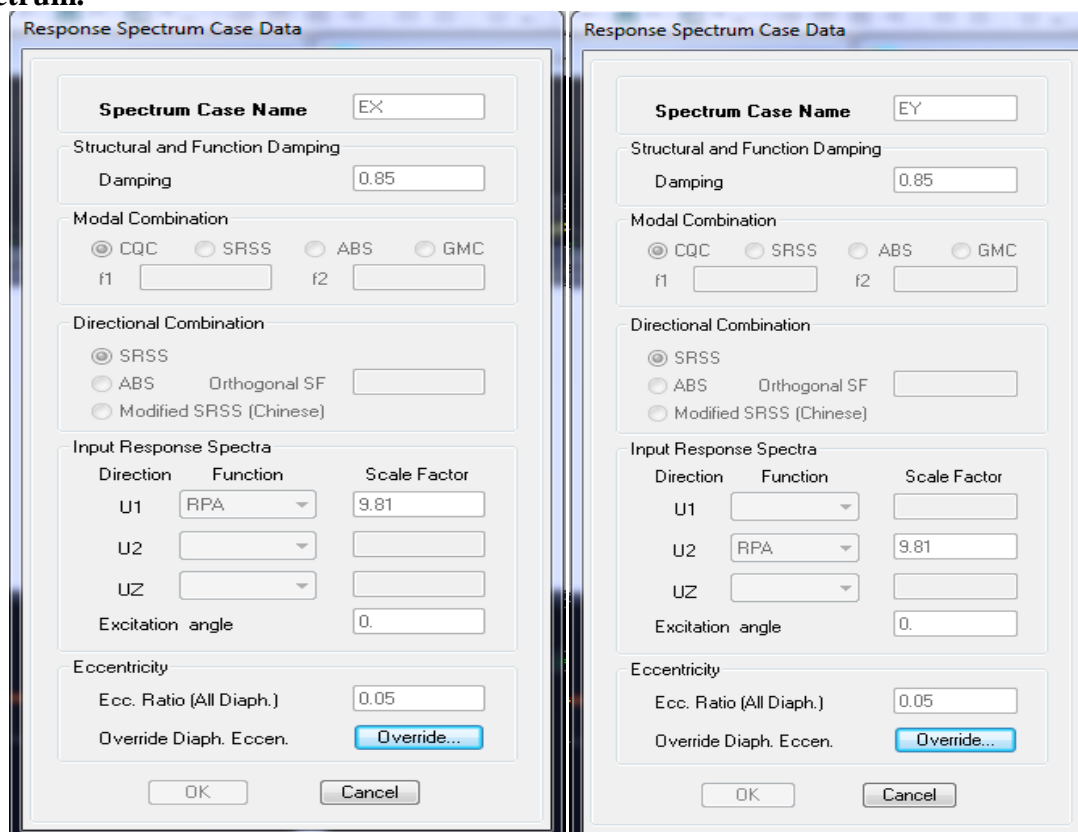 ctrum.
Response Spectrum Case Data
Spectrum Case Name EX
Structural and Function Damping
Damping 0.85
Modal Combination
CQC SRSS ABS GMC
f1 f2
Directional Combination
SRSS
ABS Orthogonal SF
Modified SRSS (Chinese)
Input Response Spectra
Direction Function Scale Factor
U1 RPA 9.81
U2
UZ
Excitation angle 0.
Eccentricity
Ecc. Ratio (All Diaph.) 0.05
Override Diaph. Eccen. Override...
OK Cancel
Response Spectrum Case Data
Spectrum Case Name EY
Structural and Function Damping
Damping 0.85
Modal Combination
CQC SRSS ABS GMC
f1 f2
Directional Combination
SRSS
ABS Orthogonal SF
Modified SRSS (Chinese)
Input Response Spectra
Direction Function Scale Factor
U1
U2 RPA 9.81
UZ
Excitation angle 0.
Eccentricity
Ecc. Ratio (All Diaph.) 0.05
Override Diaph. Eccen. Override...
OK Cancel